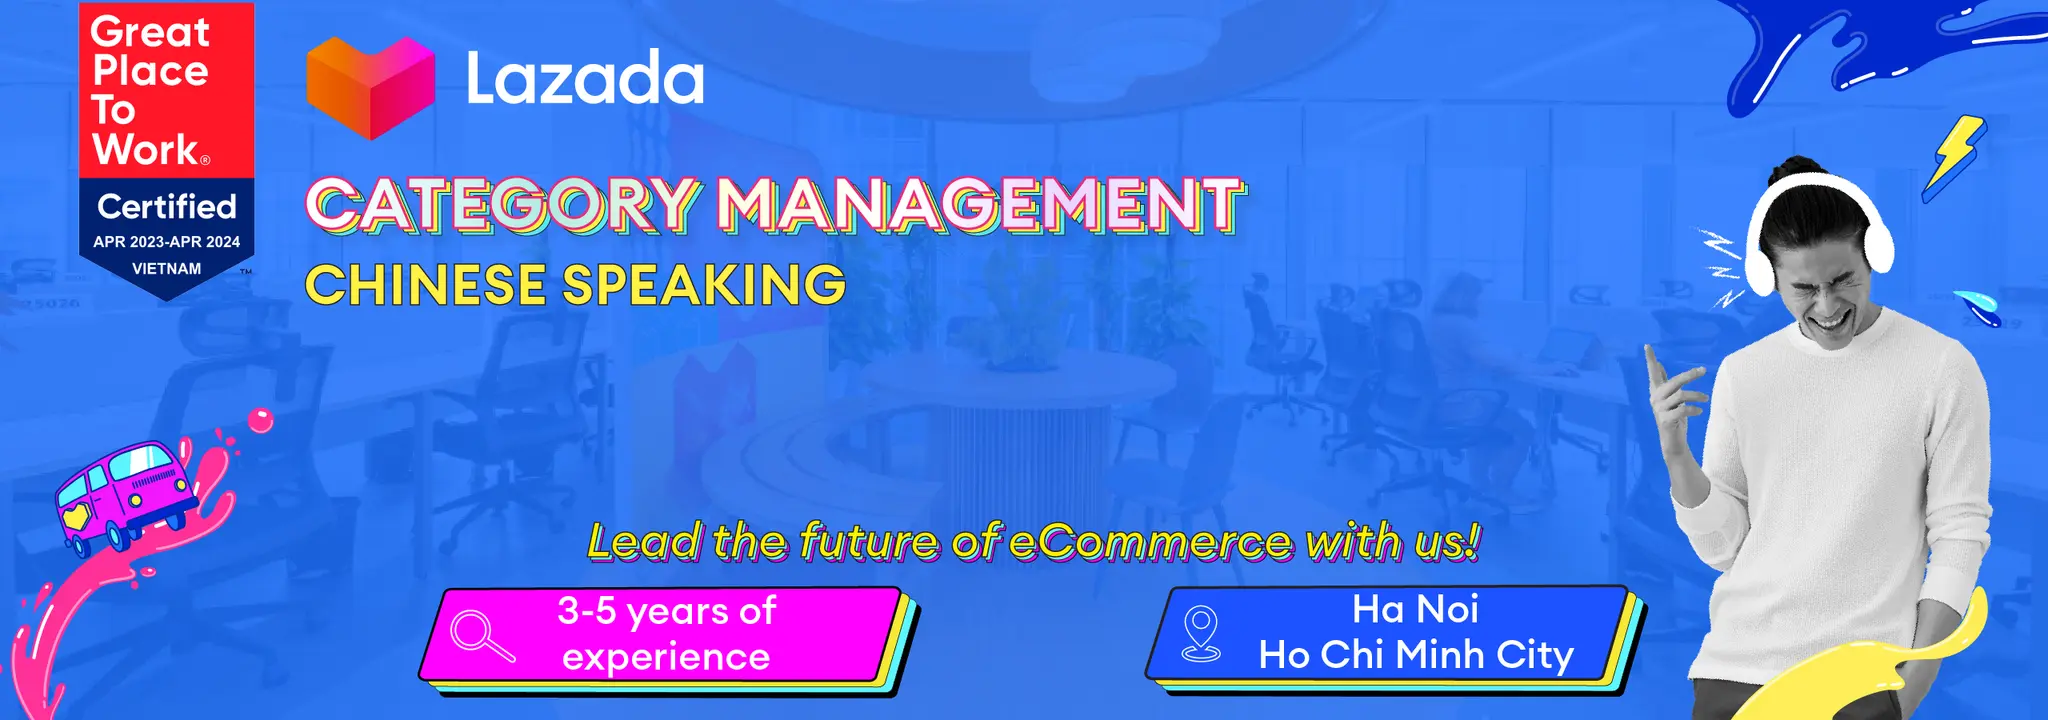 Great
Place
To
Work®
Certified
APR 2023-APR 2024
VIETNAM
™
Lazada
CATEGORY MANAGEMENT
CHINESE SPEAKING
Lead the future of eCommerce with us!
3-5 years of
experience
Ha Noi
Ho Chi Minh City